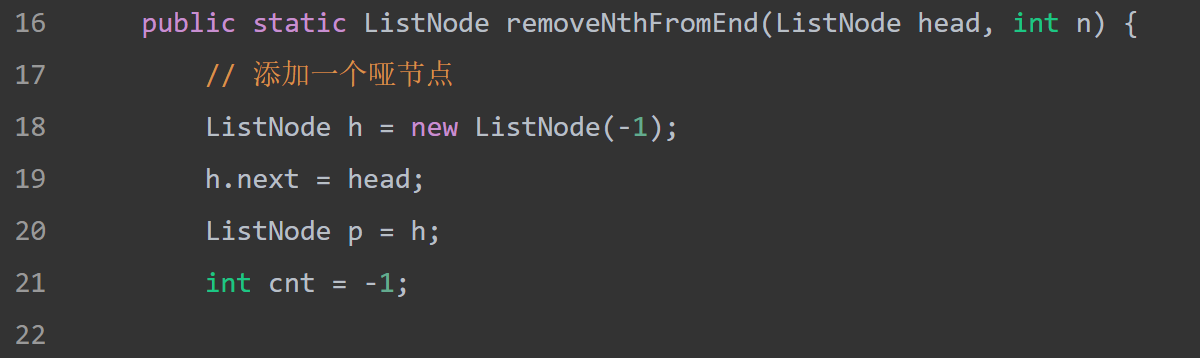 16 public static ListNode removeNthFromEnd(ListNode head, int n) {
17 // 添加一个哑节点
18 ListNode h = new ListNode(-1);
19 h.next = head;
20 ListNode p = h;
21 int cnt = -1;
22